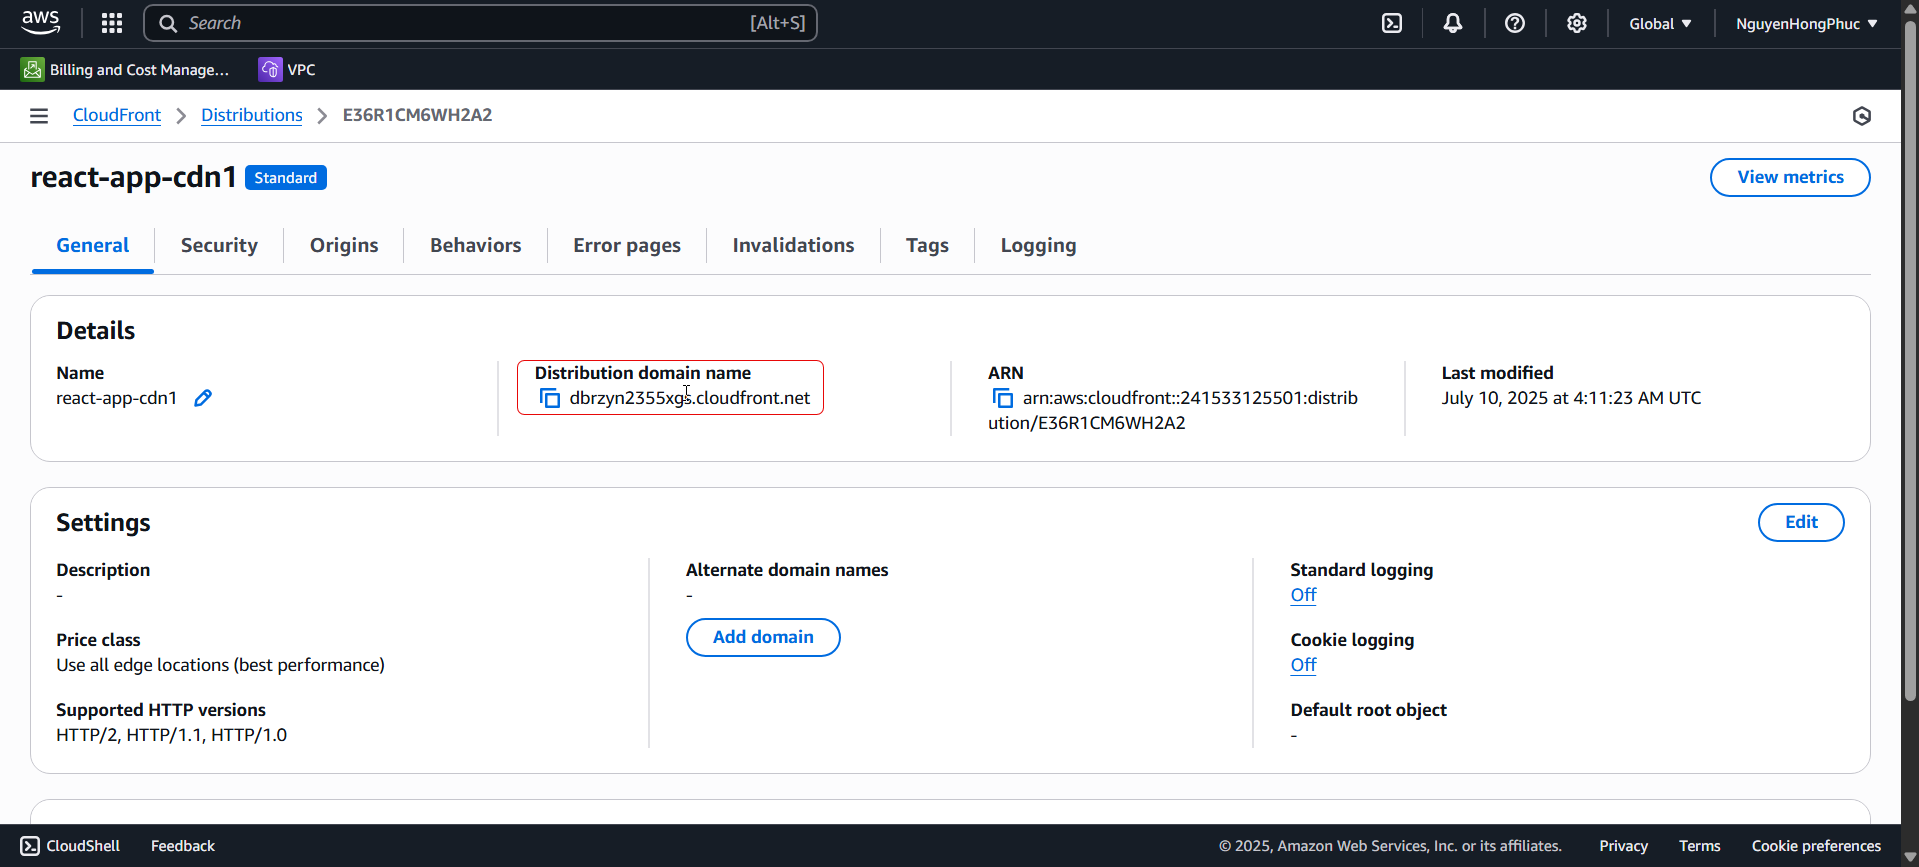 aws
Search [Alt+S]
Global
NguyenHongPhuc
Billing and Cost Manage...
VPC
CloudFront
Distributions
E36R1CM6WH2A2
react-app-cdn1
Standard
View metrics
General
Security
Origins
Behaviors
Error pages
Invalidations
Tags
Logging
Details
Name
react-app-cdn1
Distribution domain name
dbrzyn2355xgs.cloudfront.net
ARN
arn:aws:cloudfront::241533125501:distrib
ution/E36R1CM6WH2A2
Last modified
July 10, 2025 at 4:11:23 AM UTC
Settings
Edit
Description
-
Price class
Use all edge locations (best performance)
Supported HTTP versions
HTTP/2, HTTP/1.1, HTTP/1.0
Alternate domain names
-
Add domain
Standard logging
Off
Cookie logging
Off
Default root object
-
CloudShell
Feedback
© 2025, Amazon Web Services, Inc. or its affiliates.
Privacy
Terms
Cookie preferences